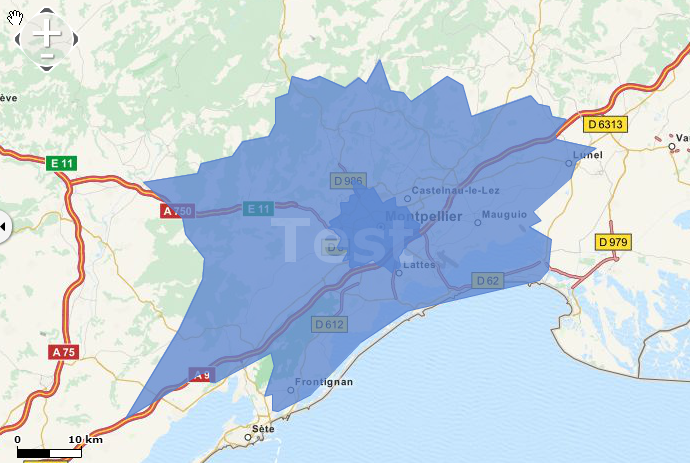 ève
E 11
D 6313
Lunel
Va
D 986
Castelnau-le-Lez
A 750
E 11
Montpellier
Mauguio
D 979
Test
Lattes
D 62
D 612
A 75
A 9
Frontignan
Sète
0 10 km